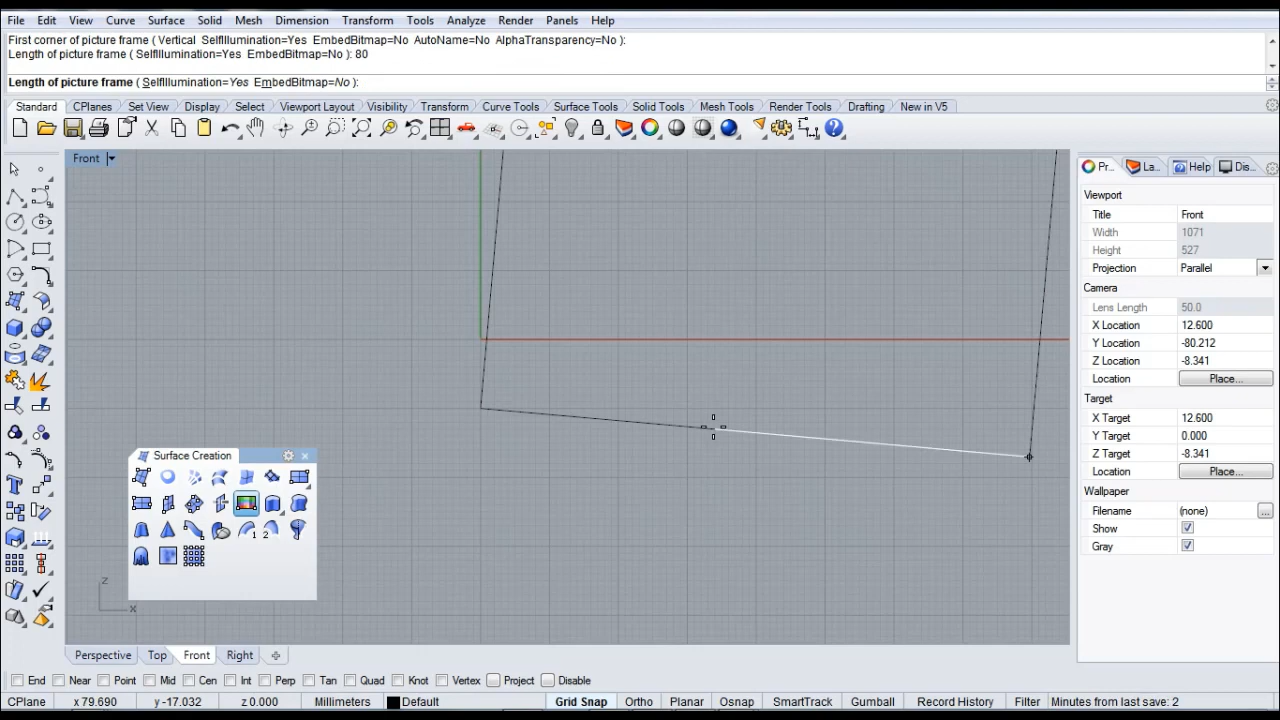 File Edit View Curve Surface Solid Mesh Dimension Transform Tools Analyze Render Panels Help
First corner of picture frame ( Vertical SelfIllumination=Yes EmbedBitmap=No AutoName=No AlphaTransparency=No ):
Length of picture frame ( SelfIllumination=Yes EmbedBitmap=No ): 80
Length of picture frame ( SelfIllumination=Yes EmbedBitmap=No ):
Standard CPlanes Set View Display Select Viewport Layout Visibility Transform Curve Tools Surface Tools Solid Tools Mesh Tools Render Tools Drafting New in V5
Front
Pr... La... Help Dis...
Viewport
Title Front
Width 1071
Height 527
Projection Parallel
Camera
Lens Length 50.0
X Location 12.600
Y Location -80.212
Z Location -8.341
Location Place...
Target
X Target 12.600
Y Target 0.000
Z Target -8.341
Location Place...
Wallpaper
Filename (none) ...
Show
Gray
Surface Creation
1 2
z
x
Perspective Top Front Right
End Near Point Mid Cen Int Perp Tan Quad Knot Vertex Project Disable
CPlane x 79.690 y -17.032 z 0.000 Millimeters Default Grid Snap Ortho Planar Osnap SmartTrack Gumball Record History Filter Minutes from last save: 2